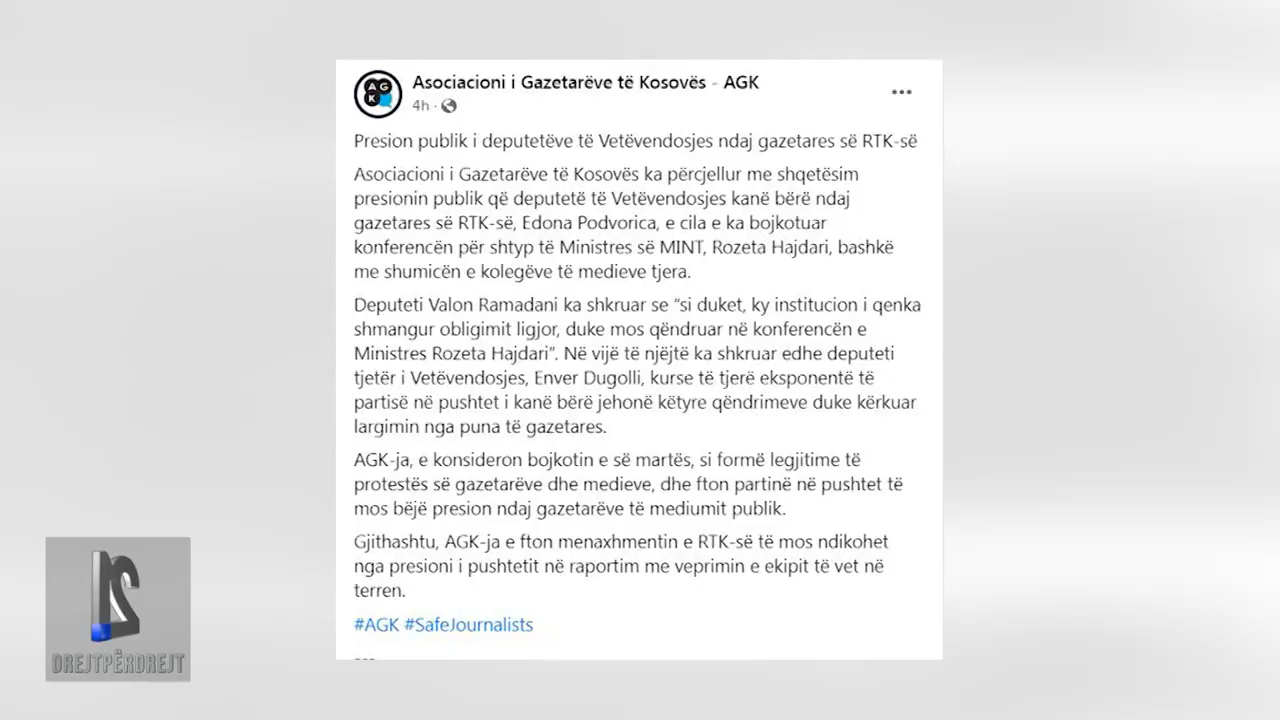 Asociacioni i Gazetarëve të Kosovës - AGK
4h ·
Presion publik i deputetëve të Vetëvendosjes ndaj gazetares së RTK-së
Asociacioni i Gazetarëve të Kosovës ka përcjellur me shqetësim
presionin publik që deputetë të Vetëvendosjes kanë bërë ndaj
gazetares së RTK-së, Edona Podvorica, e cila e ka bojkotuar
konferencën për shtyp të Ministres së MINT, Rozeta Hajdari, bashkë
me shumicën e kolegëve të medieve tjera.
Deputeti Valon Ramadani ka shkruar se “si duket, ky institucion i qenka
shmangur obligimit ligjor, duke mos qëndruar në konferencën e
Ministres Rozeta Hajdari”. Në vijë të njëjtë ka shkruar edhe deputeti
tjetër i Vetëvendosjes, Enver Dugolli, kurse të tjerë eksponentë të
partisë në pushtet i kanë bërë jehonë këtyre qëndrimeve duke kërkuar
largimin nga puna të gazetares.
AGK-ja, e konsideron bojkotin e së martës, si formë legjitime të
protestës së gazetarëve dhe medieve, dhe fton partinë në pushtet të
mos bëjë presion ndaj gazetarëve të mediumit publik.
Gjithashtu, AGK-ja e fton menaxhmentin e RTK-së të mos ndikohet
nga presioni i pushtetit në raportim me veprimin e ekipit të vet në
terren.
#AGK #SafeJournalists
DREJTPËRDREJT